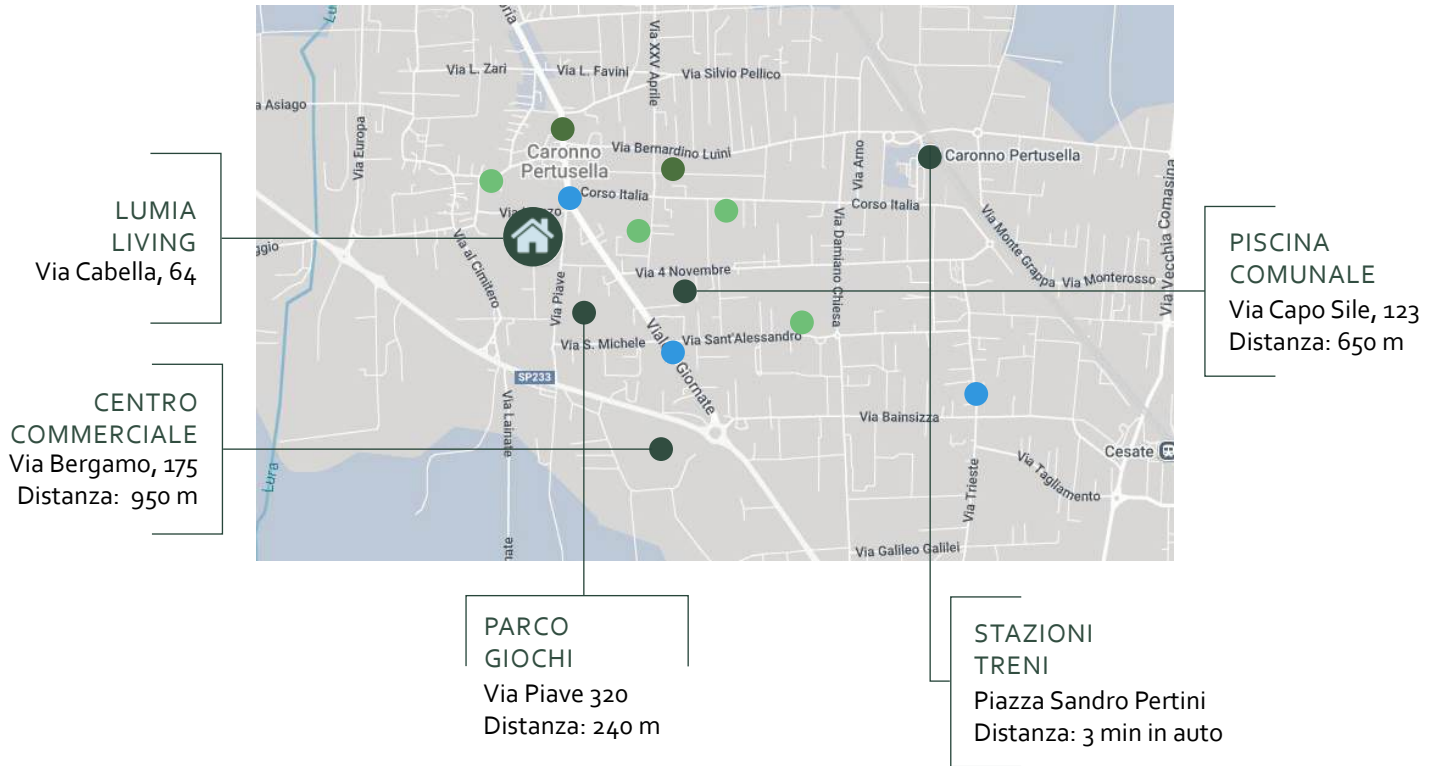 Via L. Zari
Via L. Favini
Via XXV Aprile
Via Silvio Pellico
a Asiago
Via Europa
Caronno
Pertusella
Via Bernardino Luini
Via Arno
Caronno Pertusella
Corso Italia
Corso Italia
Via Damiano Chiesa
Via Monte Grappa
Via Vecchia Comasina
ggio
Via al Cimitero
Via Piave
Via 4 Novembre
Via Monterosso
Via S. Michele
Via Sant'Alessandro
Giornate
SP233
Via Lainate
Via Bainsizza
Via Trieste
Via Tagliamento
Cesate
Lura
nate
Via Galileo Galilei
LUMIA
LIVING
Via Cabella, 64
CENTRO
COMMERCIALE
Via Bergamo, 175
Distanza: 950 m
PISCINA
COMUNALE
Via Capo Sile, 123
Distanza: 650 m
PARCO
GIOCHI
Via Piave 320
Distanza: 240 m
STAZIONI
TRENI
Piazza Sandro Pertini
Distanza: 3 min in auto